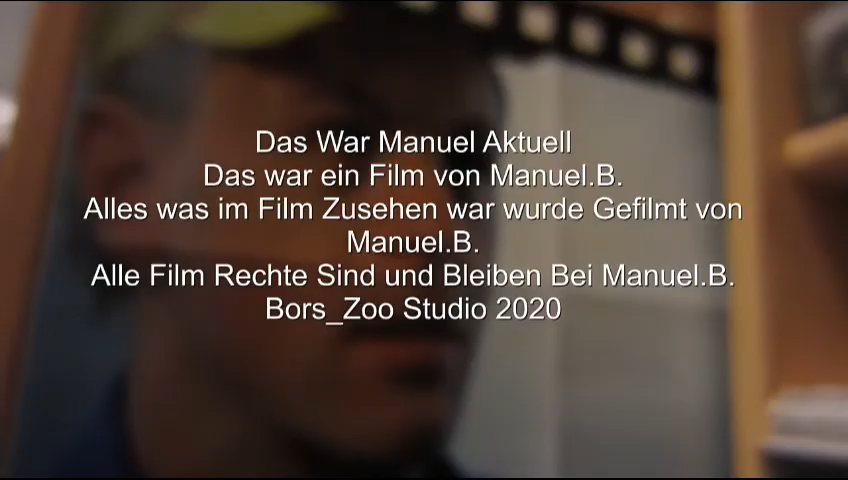 Das War Manuel Aktuell
Das war ein Film von Manuel.B.
Alles was im Film Zusehen war wurde Gefilmt von
Manuel.B.
Alle Film Rechte Sind und Bleiben Bei Manuel.B.
Bors_Zoo Studio 2020